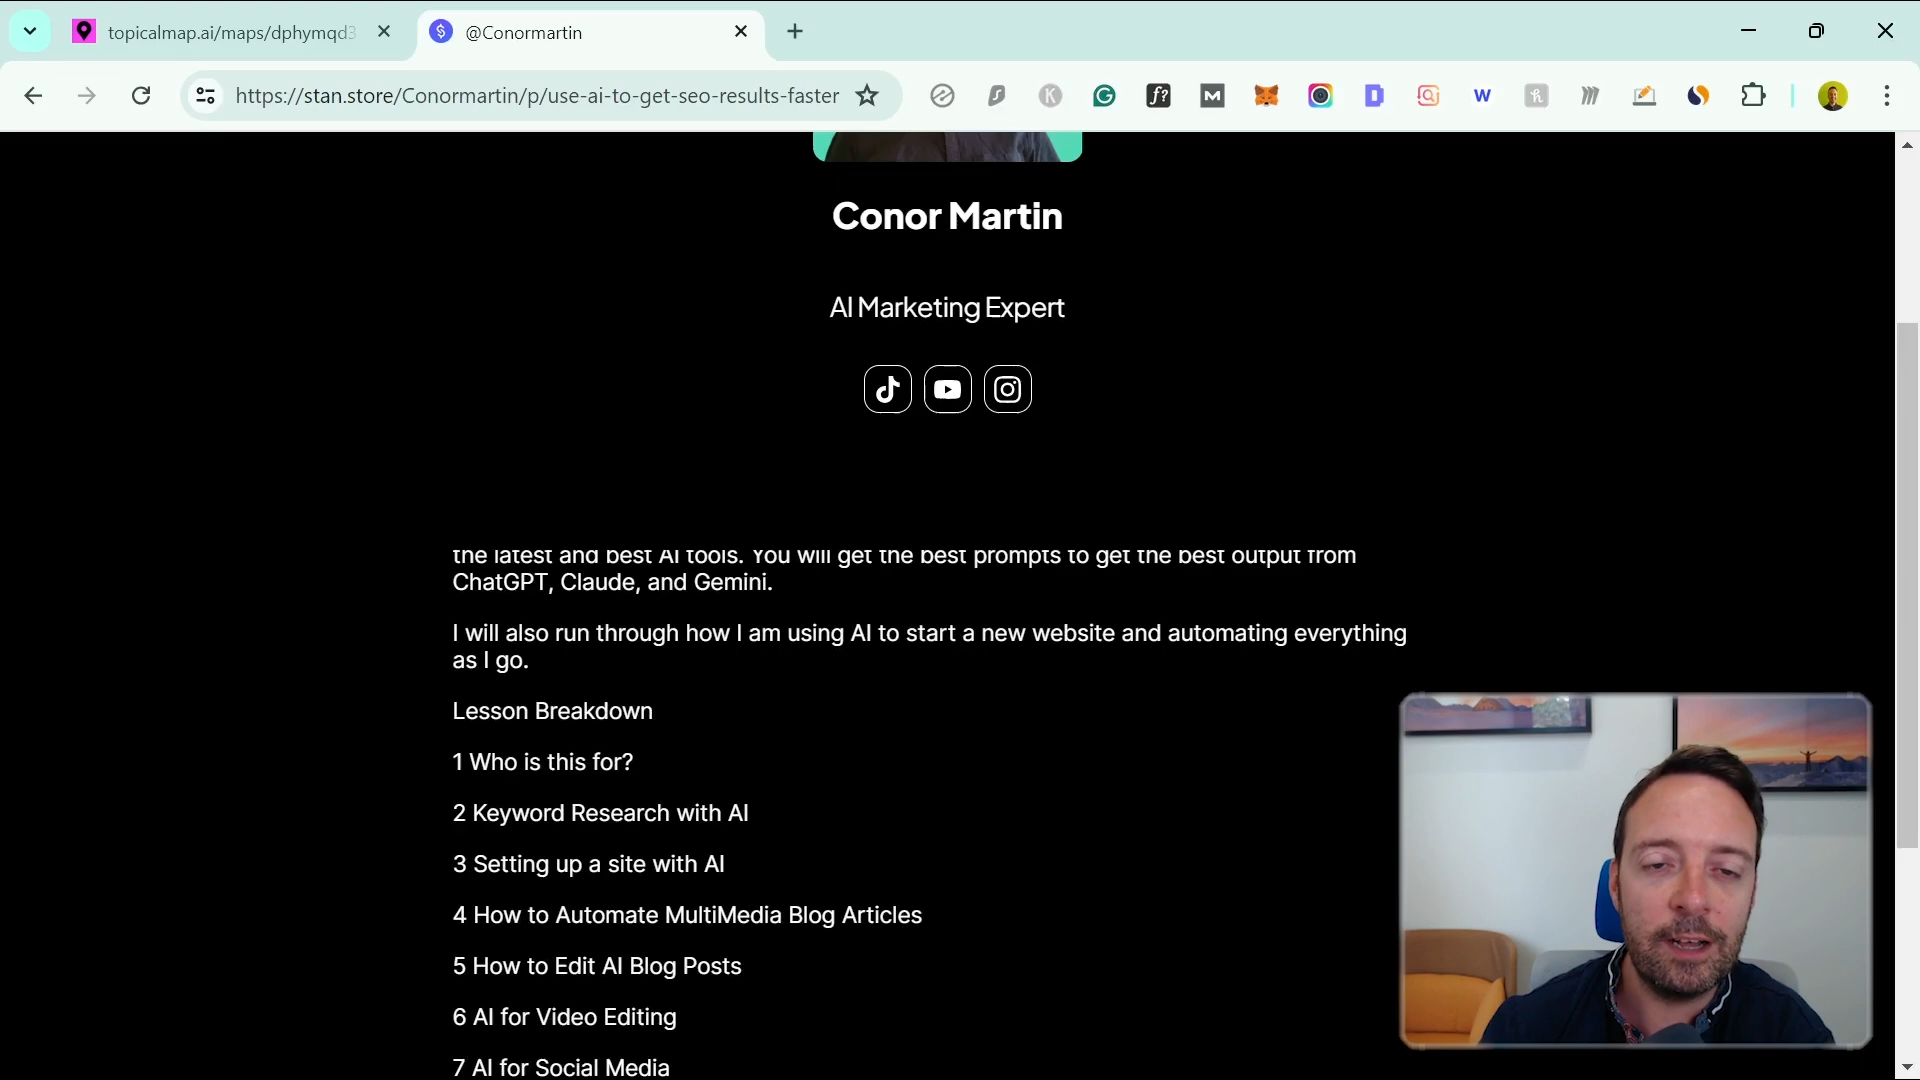 topicalmap.ai/maps/dphymqd3
@Conormartin
https://stan.store/Conormartin/p/use-ai-to-get-seo-results-faster
Conor Martin
AI Marketing Expert
the latest and best AI tools. You will get the best prompts to get the best output from
ChatGPT, Claude, and Gemini.
I will also run through how I am using AI to start a new website and automating everything
as I go.
Lesson Breakdown
1 Who is this for?
2 Keyword Research with AI
3 Setting up a site with AI
4 How to Automate MultiMedia Blog Articles
5 How to Edit AI Blog Posts
6 AI for Video Editing
7 AI for Social Media